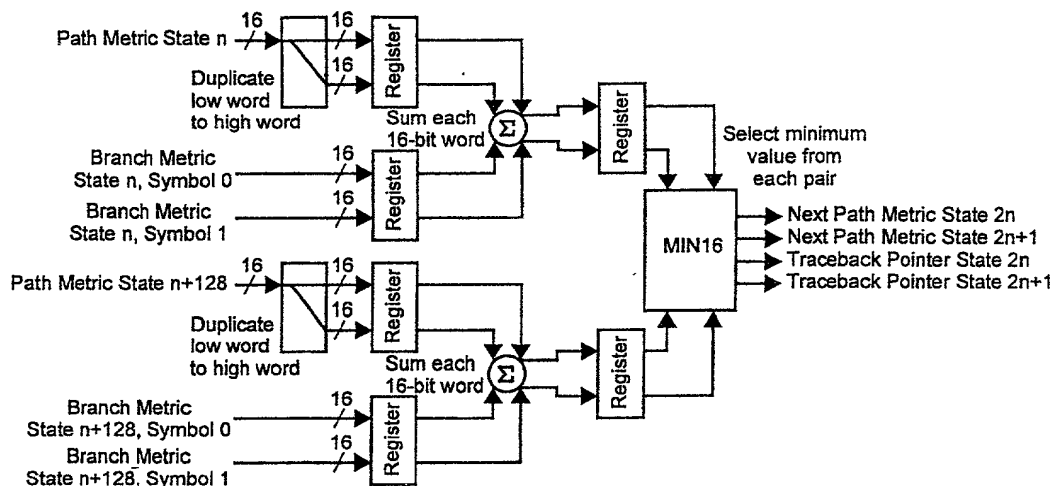 16
16
Path Metric State n
16
Duplicate
low word
to high word
Register
Sum each
16-bit word
Σ
Branch Metric
State n, Symbol 0
16
Branch Metric
State n, Symbol 1
16
Register
Register
Select minimum
value from
each pair
MIN16
Next Path Metric State 2n
Next Path Metric State 2n+1
Traceback Pointer State 2n
Traceback Pointer State 2n+1
16
16
Path Metric State n+128
16
Duplicate
low word
to high word
Register
Sum each
16-bit word
Σ
Register
Branch Metric
State n+128, Symbol 0
16
Branch Metric
State n+128, Symbol 1
16
Register